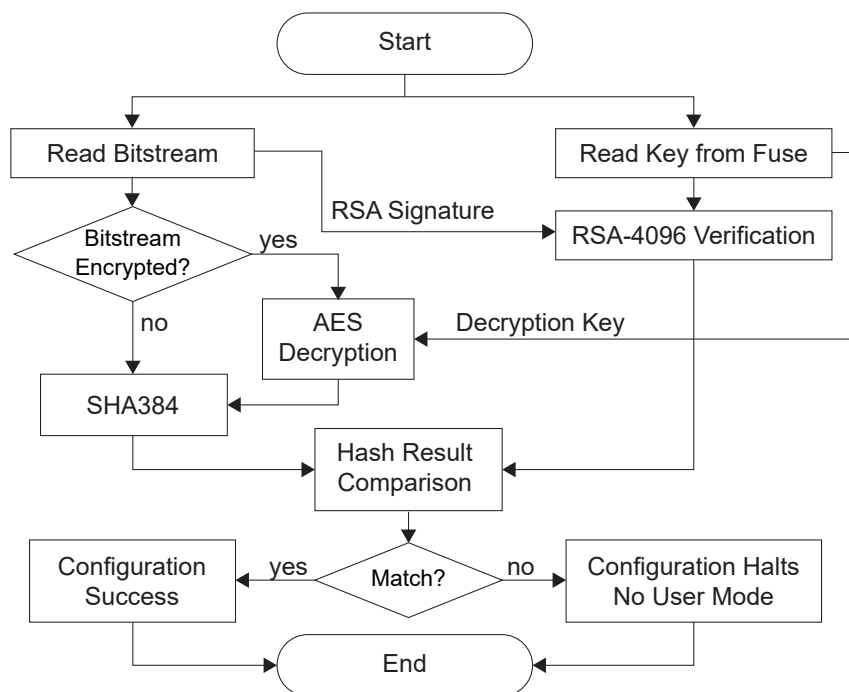 Start
Read Bitstream
Read Key from Fuse
RSA Signature
RSA-4096 Verification
Bitstream
Encrypted?
yes
no
AES
Decryption
Decryption Key
SHA384
Hash Result
Comparison
Configuration
Success
yes
Match?
no
Configuration Halts
No User Mode
End